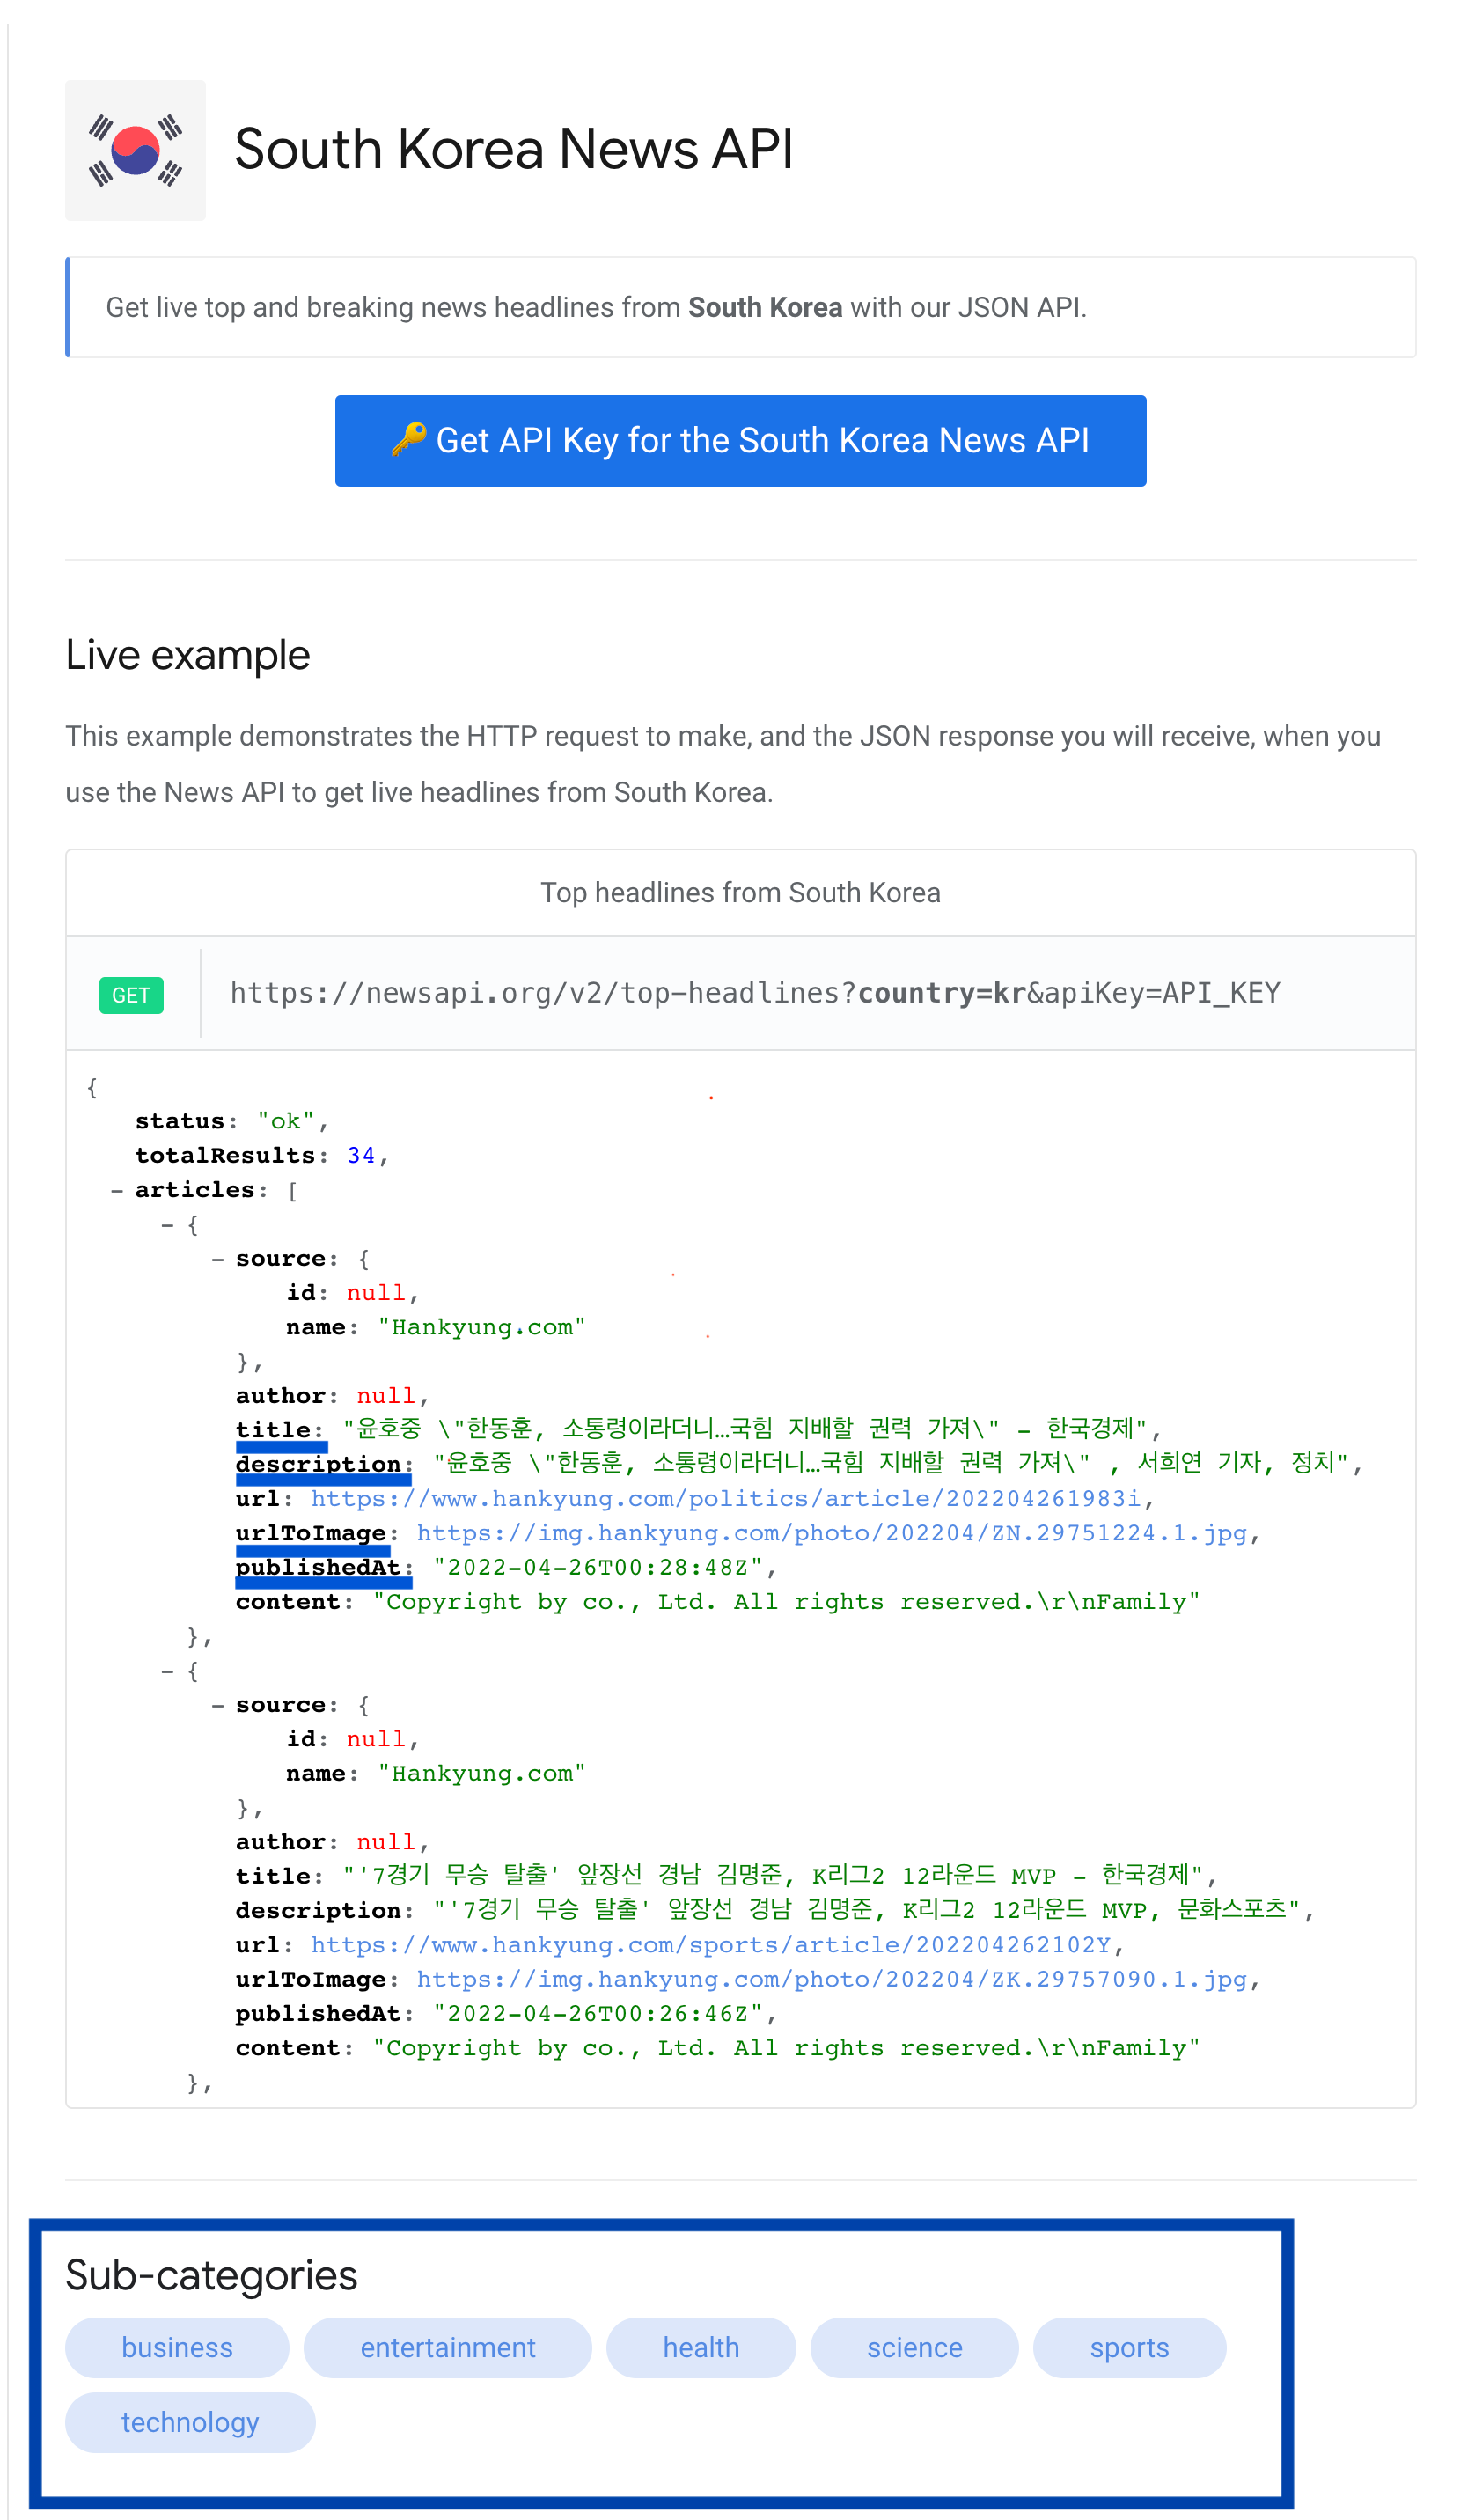 South Korea News API
Get live top and breaking news headlines from South Korea with our JSON API.
🔑 Get API Key for the South Korea News API
Live example
This example demonstrates the HTTP request to make, and the JSON response you will receive, when you
use the News API to get live headlines from South Korea.
Top headlines from South Korea
GET https://newsapi.org/v2/top-headlines?country=kr&apiKey=API_KEY
{
status: "ok",
totalResults: 34,
- articles: [
- {
- source: {
id: null,
name: "Hankyung.com"
},
author: null,
title: "윤호중 \"한동훈, 소통령이라더니…국힘 지배할 권력 가져\" - 한국경제",
description: "윤호중 \"한동훈, 소통령이라더니…국힘 지배할 권력 가져\" , 서희연 기자, 정치",
url: https://www.hankyung.com/politics/article/202204261983i,
urlToImage: https://img.hankyung.com/photo/202204/ZN.29751224.1.jpg,
publishedAt: "2022-04-26T00:28:48Z",
content: "Copyright by co., Ltd. All rights reserved.\r\nFamily"
},
- {
- source: {
id: null,
name: "Hankyung.com"
},
author: null,
title: "'7경기 무승 탈출' 앞장선 경남 김명준, K리그2 12라운드 MVP - 한국경제",
description: "'7경기 무승 탈출' 앞장선 경남 김명준, K리그2 12라운드 MVP, 문화스포츠",
url: https://www.hankyung.com/sports/article/202204262102Y,
urlToImage: https://img.hankyung.com/photo/202204/ZK.29757090.1.jpg,
publishedAt: "2022-04-26T00:26:46Z",
content: "Copyright by co., Ltd. All rights reserved.\r\nFamily"
},
Sub-categories
business entertainment health science sports
technology